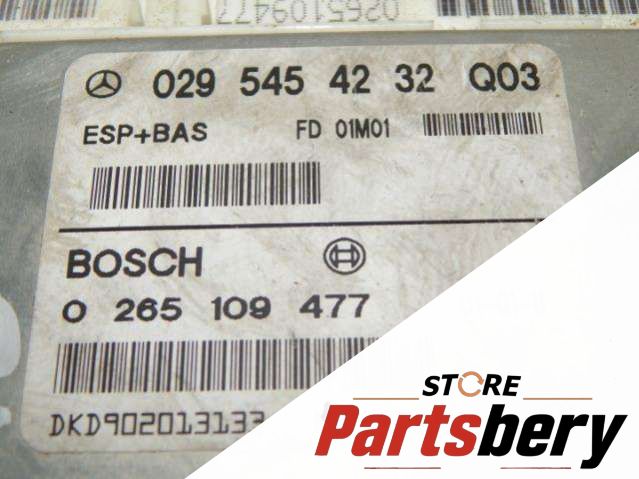 0265109477
029 545 42 32 Q03
ESP+BAS FD 01M01
BOSCH
0 265 109 477
DKD902013133
STORE
Partsbery